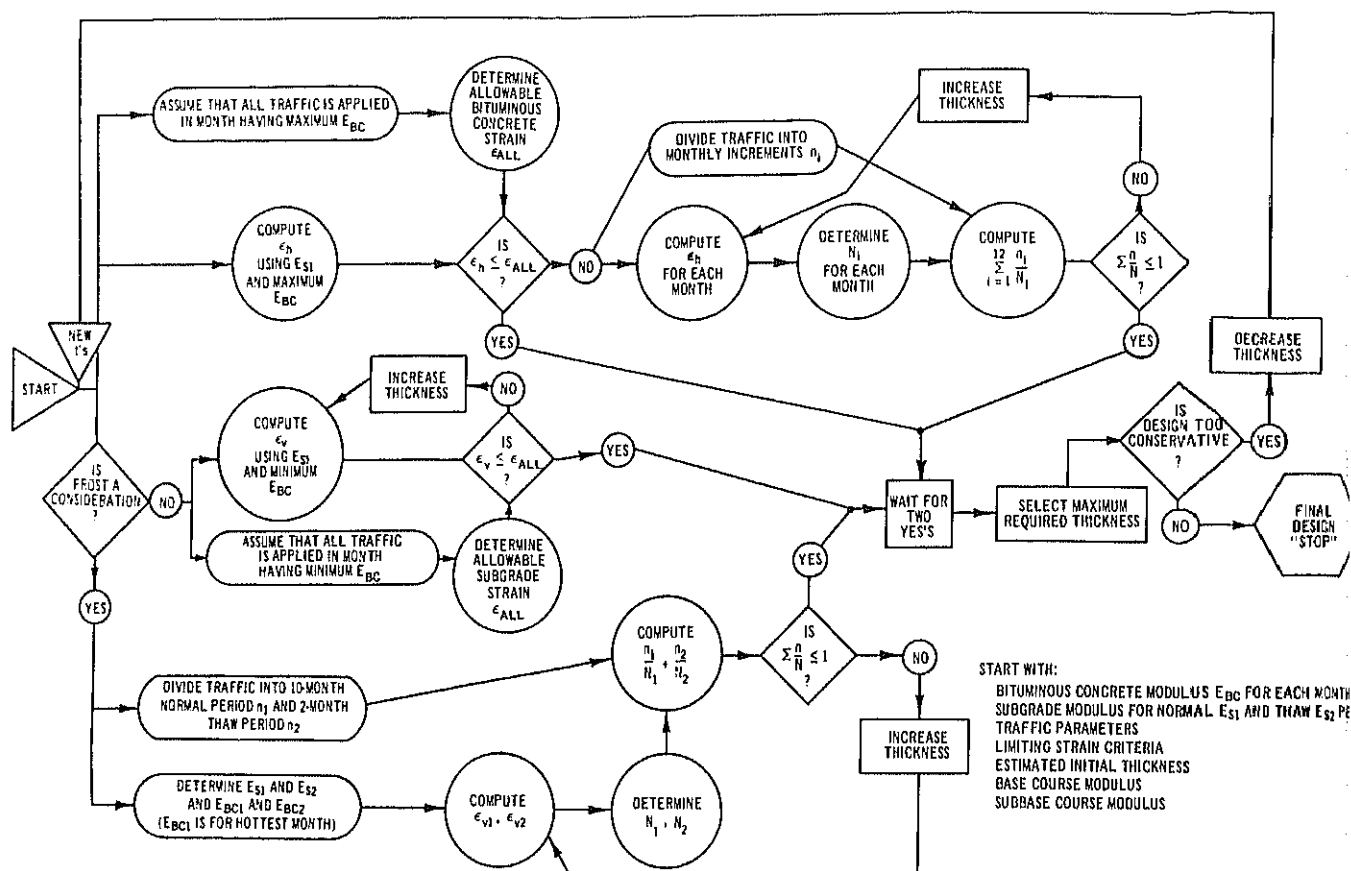 ASSUME THAT ALL TRAFFIC IS APPLIED
IN MONTH HAVING MAXIMUM E_BC
DETERMINE
ALLOWABLE
BITUMINOUS
CONCRETE
STRAIN
ϵ_ALL
INCREASE
THICKNESS
DIVIDE TRAFFIC INTO
MONTHLY INCREMENTS n_i
NO
COMPUTE
ϵ_h
USING E_S1
AND MAXIMUM
E_BC
IS
ϵ_h ≤ ϵ_ALL
?
NO
COMPUTE
ϵ_h
FOR EACH
MONTH
DETERMINE
N_i
FOR EACH
MONTH
COMPUTE
12
Σ n_i/N_i
i = 1
IS
Σ n/N ≤ 1
?
YES
YES
NEW
t's
START
DECREASE
THICKNESS
INCREASE
THICKNESS
NO
COMPUTE
ϵ_v
USING E_S1
AND MINIMUM
E_BC
IS
ϵ_v ≤ ϵ_ALL
?
YES
IS
DESIGN TOO
CONSERVATIVE
?
YES
IS
FROST A
CONSIDERATION
?
NO
WAIT FOR
TWO
YES'S
SELECT MAXIMUM
REQUIRED THICKNESS
NO
FINAL
DESIGN
"STOP"
ASSUME THAT ALL TRAFFIC
IS APPLIED IN MONTH
HAVING MINIMUM E_BC
DETERMINE
ALLOWABLE
SUBGRADE
STRAIN
ϵ_ALL
YES
YES
COMPUTE
n_1/N_1 + n_2/N_2
IS
Σ n/N ≤ 1
?
NO
DIVIDE TRAFFIC INTO 10-MONTH
NORMAL PERIOD n_1 AND 2-MONTH
THAW PERIOD n_2
INCREASE
THICKNESS
DETERMINE E_S1 AND E_S2
AND E_BC1 AND E_BC2
(E_BC1 IS FOR HOTTEST MONTH)
COMPUTE
ϵ_v1, ϵ_v2
DETERMINE
N_1, N_2
START WITH:
BITUMINOUS CONCRETE MODULUS E_BC FOR EACH MONTH
SUBGRADE MODULUS FOR NORMAL E_S1 AND THAW E_S2 PE
TRAFFIC PARAMETERS
LIMITING STRAIN CRITERIA
ESTIMATED INITIAL THICKNESS
BASE COURSE MODULUS
SUBBASE COURSE MODULUS